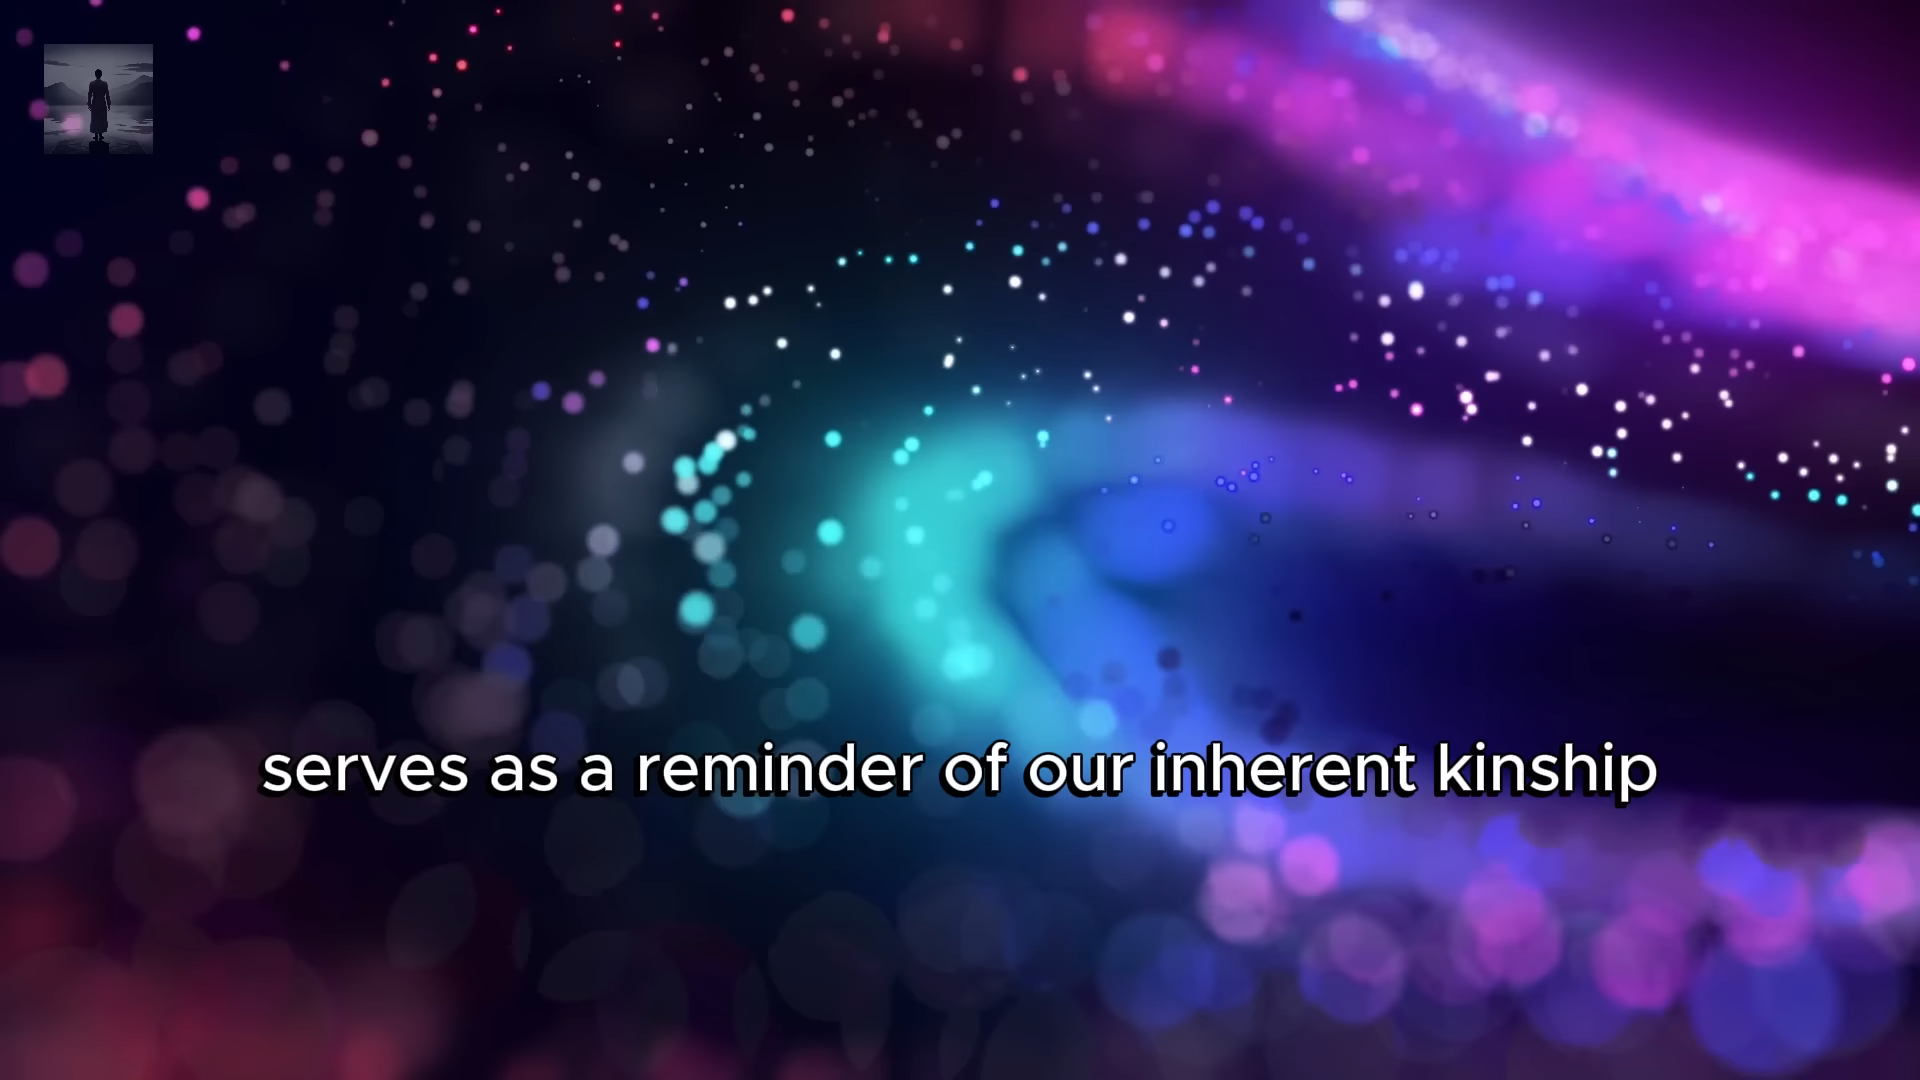 serves as a reminder of our inherent kinship